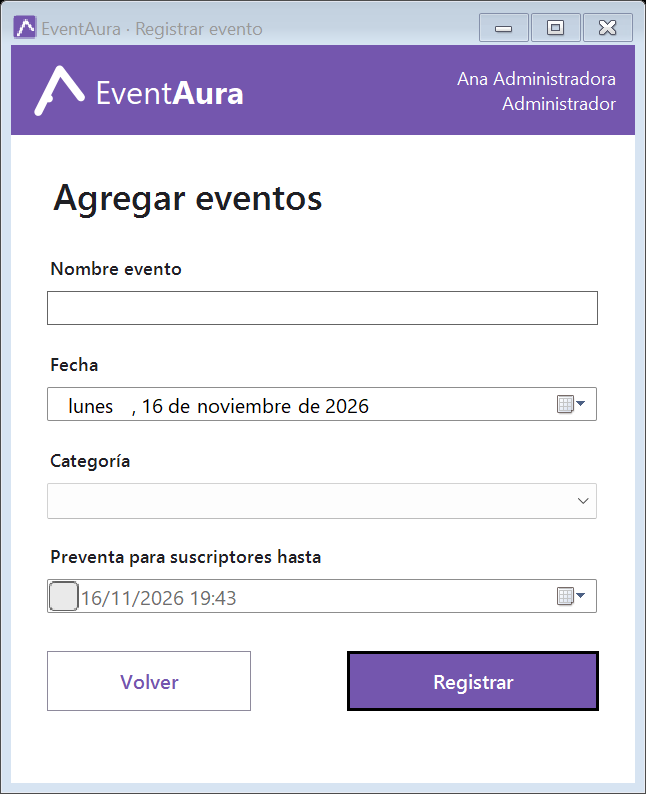 EventAura · Registrar evento
EventAura
Ana Administradora
Administrador
Agregar eventos
Nombre evento
Fecha
lunes , 16 de noviembre de 2026
Categoría
Preventa para suscriptores hasta
16/11/2026 19:43
Volver
Registrar